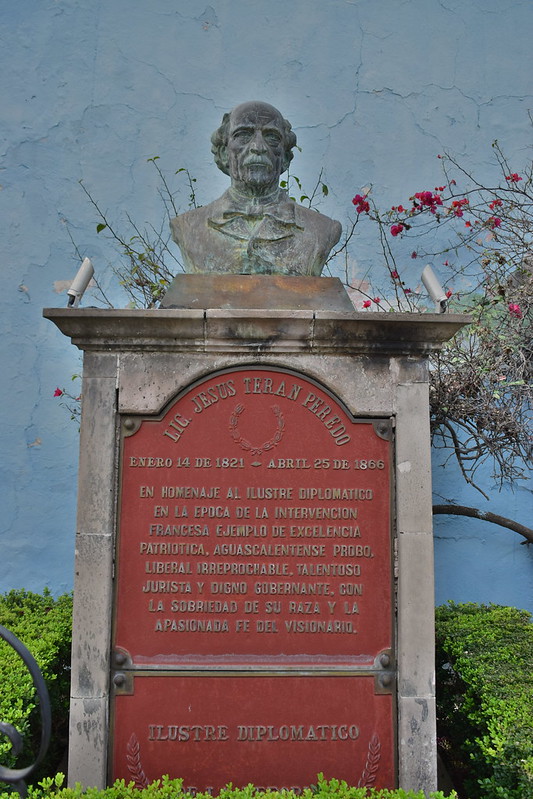 LIC. JESUS TERAN PEREDO
ENERO 14 DE 1821 - ABRIL 25 DE 1866
EN HOMENAJE AL ILUSTRE DIPLOMATICO
EN LA EPOCA DE LA INTERVENCION
FRANCESA EJEMPLO DE EXCELENCIA
PATRIOTICA, AGUASCALENTENSE PROBO,
LIBERAL IRREPROCHABLE, TALENTOSO
JURISTA Y DIGNO GOBERNANTE, CON
LA SOBRIEDAD DE SU RAZA Y LA
APASIONADA FE DEL VISIONARIO.
ILUSTRE DIPLOMATICO